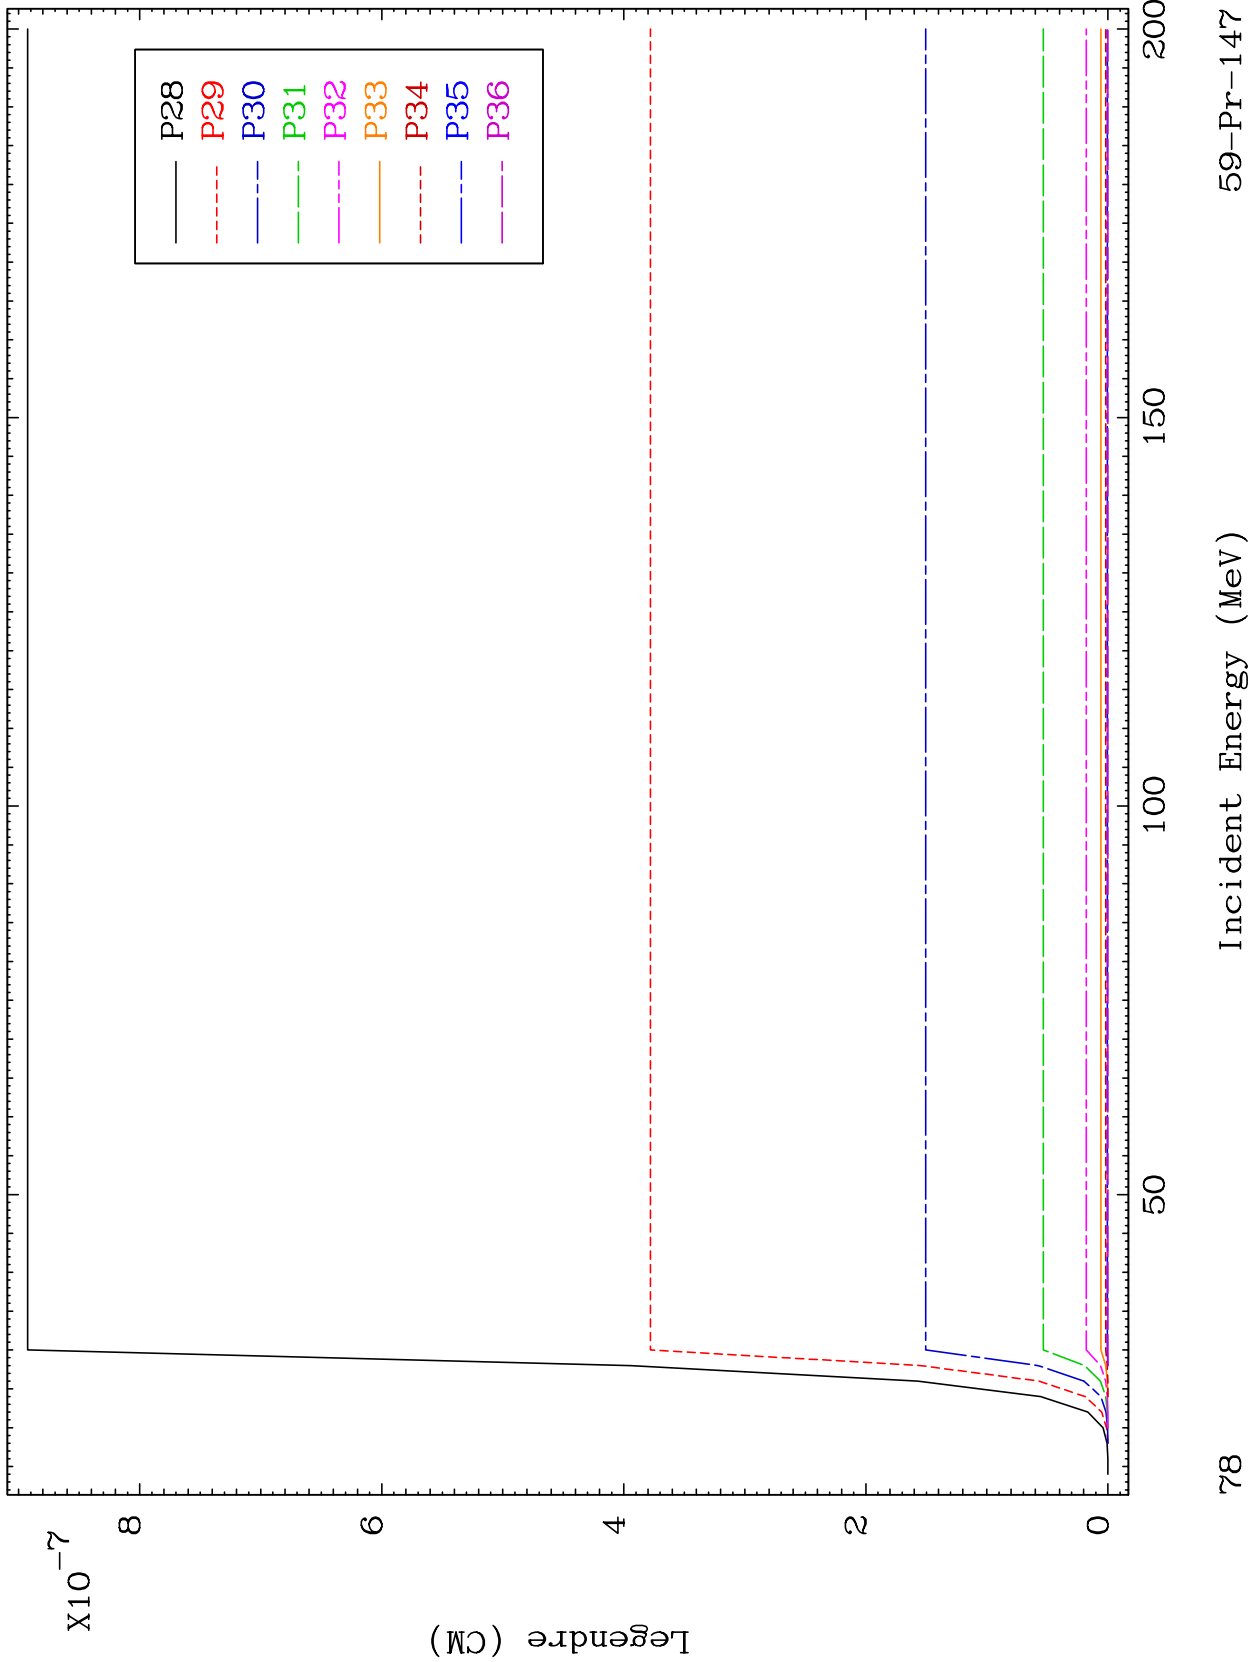 X10-7
8
6
4
2
0
Legendre (CM)
P28
P29
P30
P31
P32
P33
P34
P35
P36
50
100
150
200
Incident Energy (MeV)
78
59-Pr-147